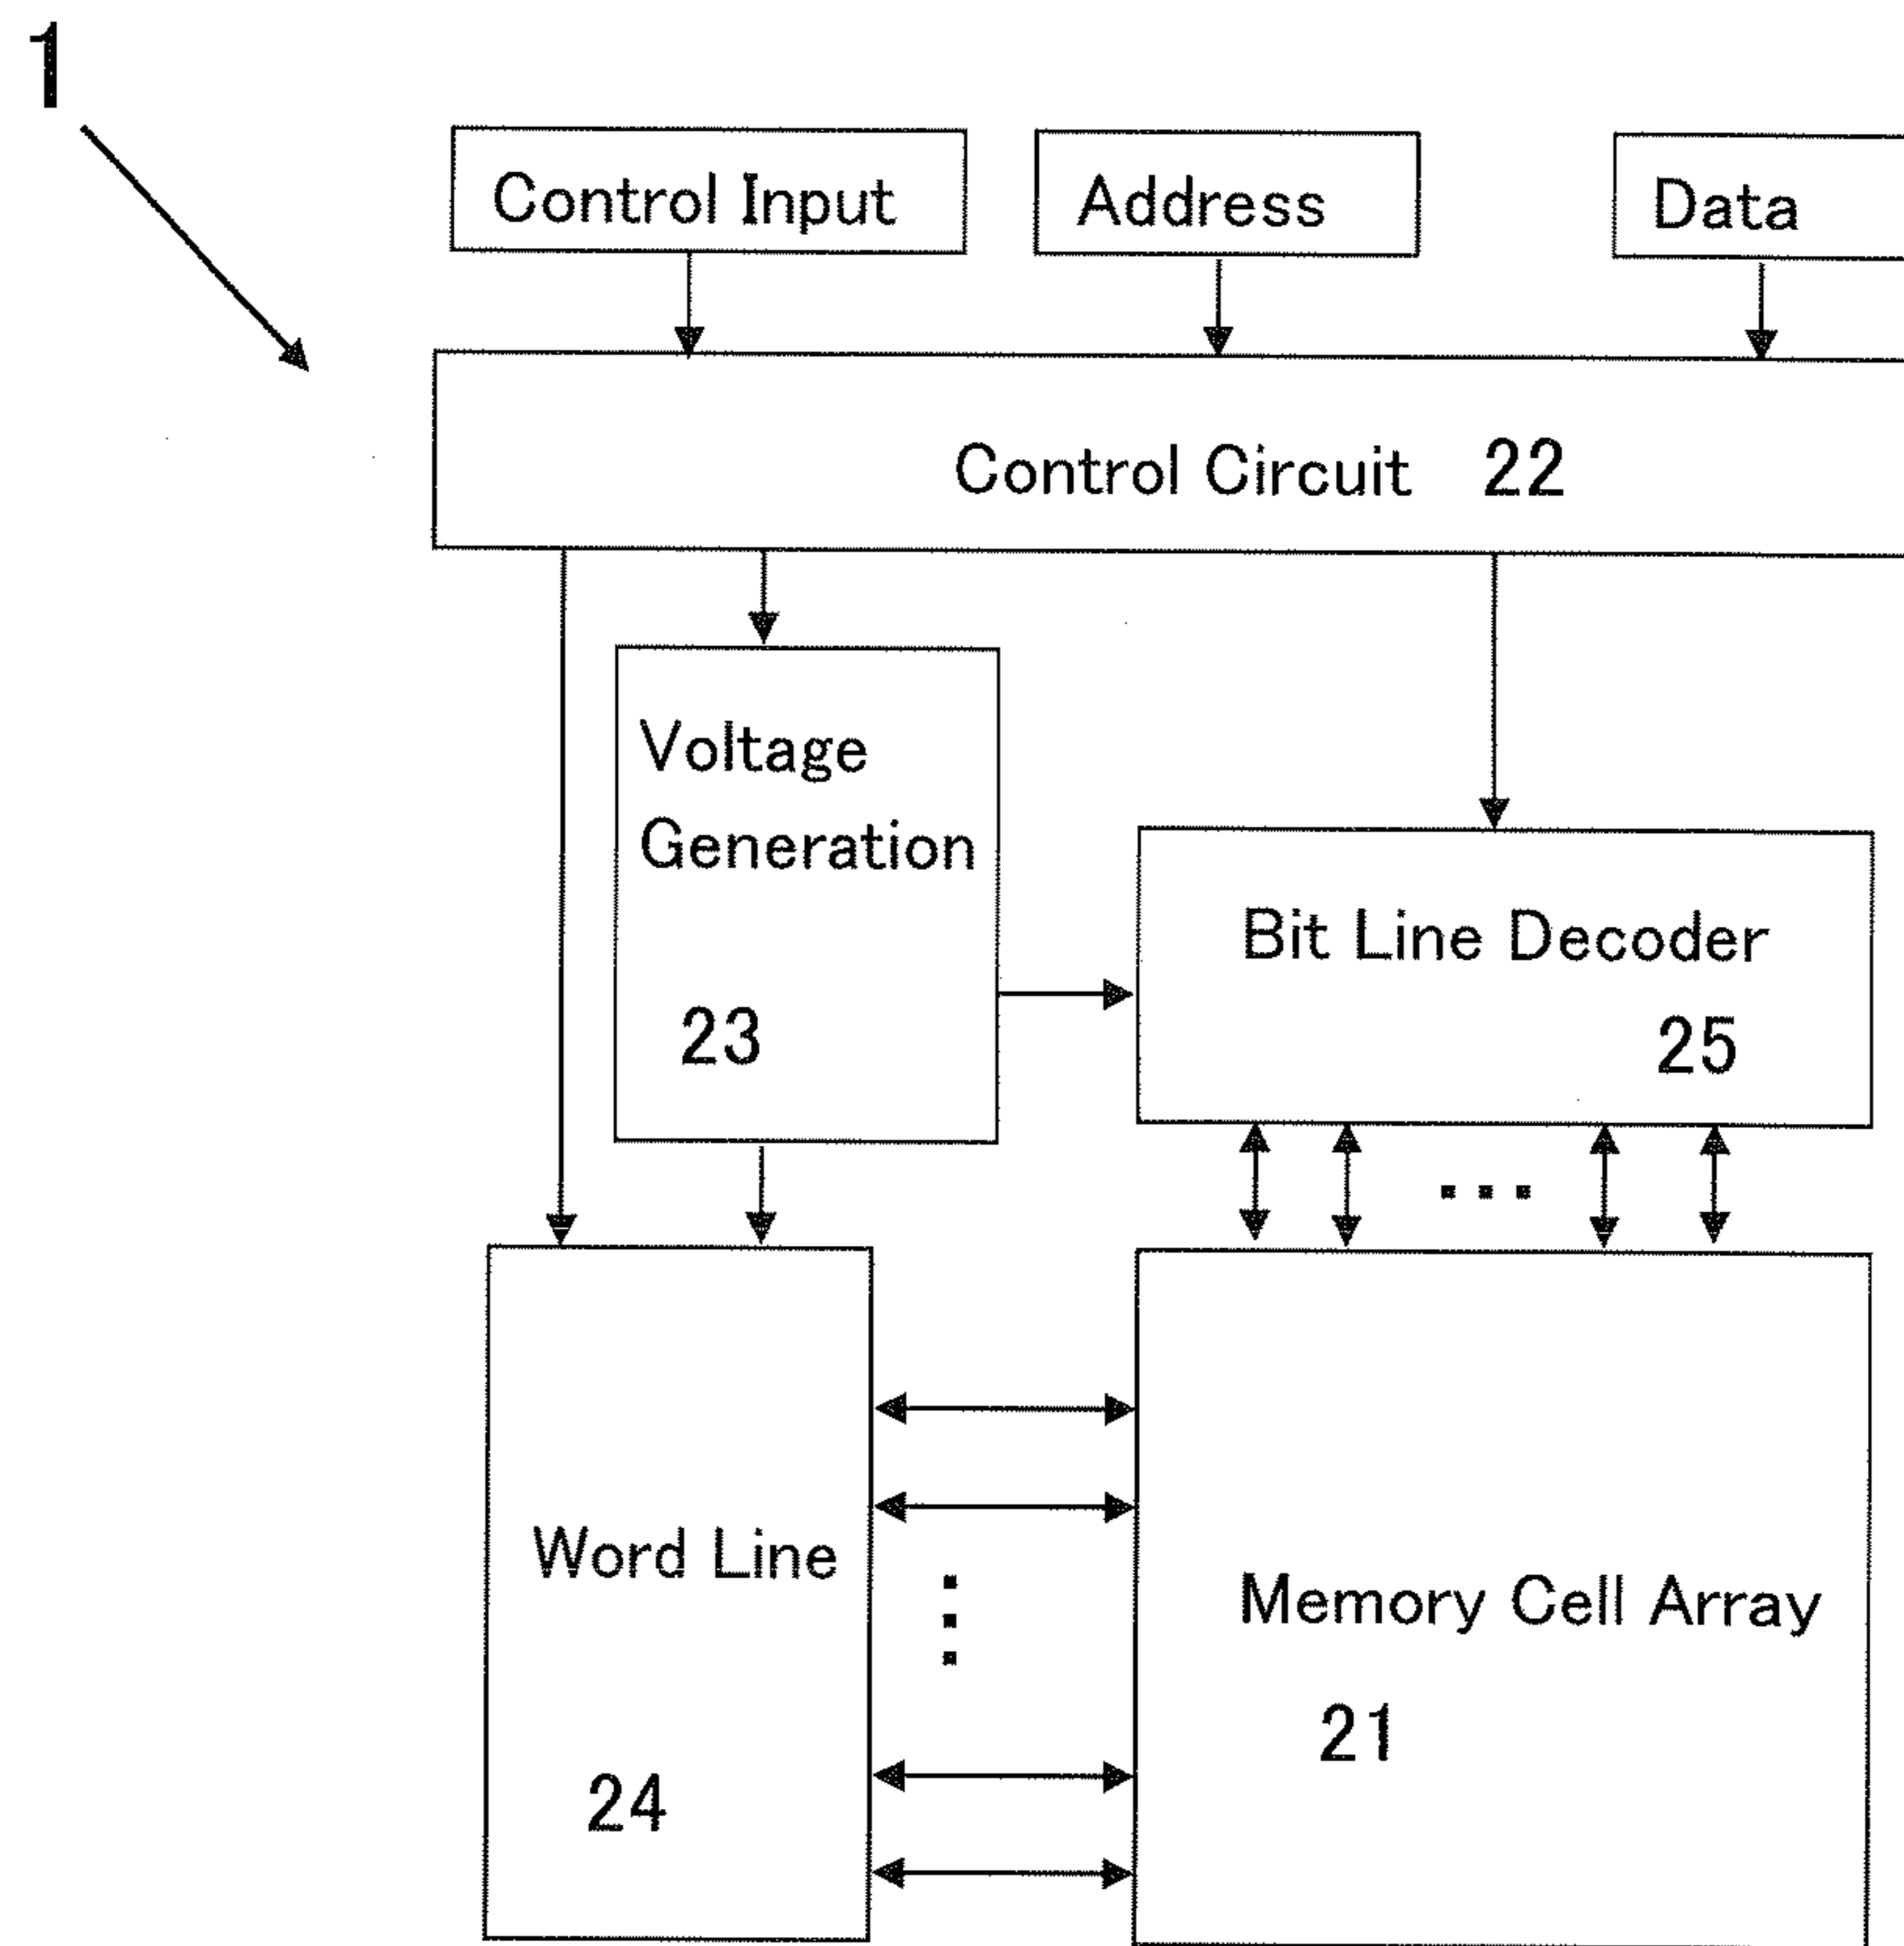 1
Control Input
Address
Data
Control Circuit 22
Voltage
Generation
23
Bit Line Decoder
25
Word Line
24
Memory Cell Array
21